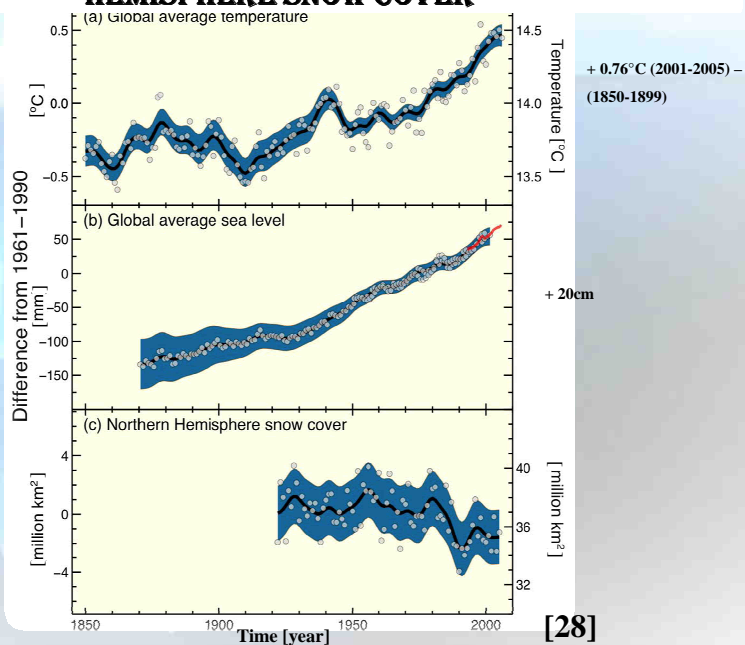 HEMISPHERE SNOW COVER
(a) Global average temperature
0.5
0.0
−0.5
[°C]
14.5
14.0
13.5
Temperature [°C]
+ 0.76°C (2001-2005) –
(1850-1899)
Difference from 1961−1990
(b) Global average sea level
50
0
−50
−100
−150
[mm]
+ 20cm
(c) Northern Hemisphere snow cover
4
0
−4
[million km²]
40
36
32
[million km²]
1850
1900
1950
2000
Time [year]
[28]